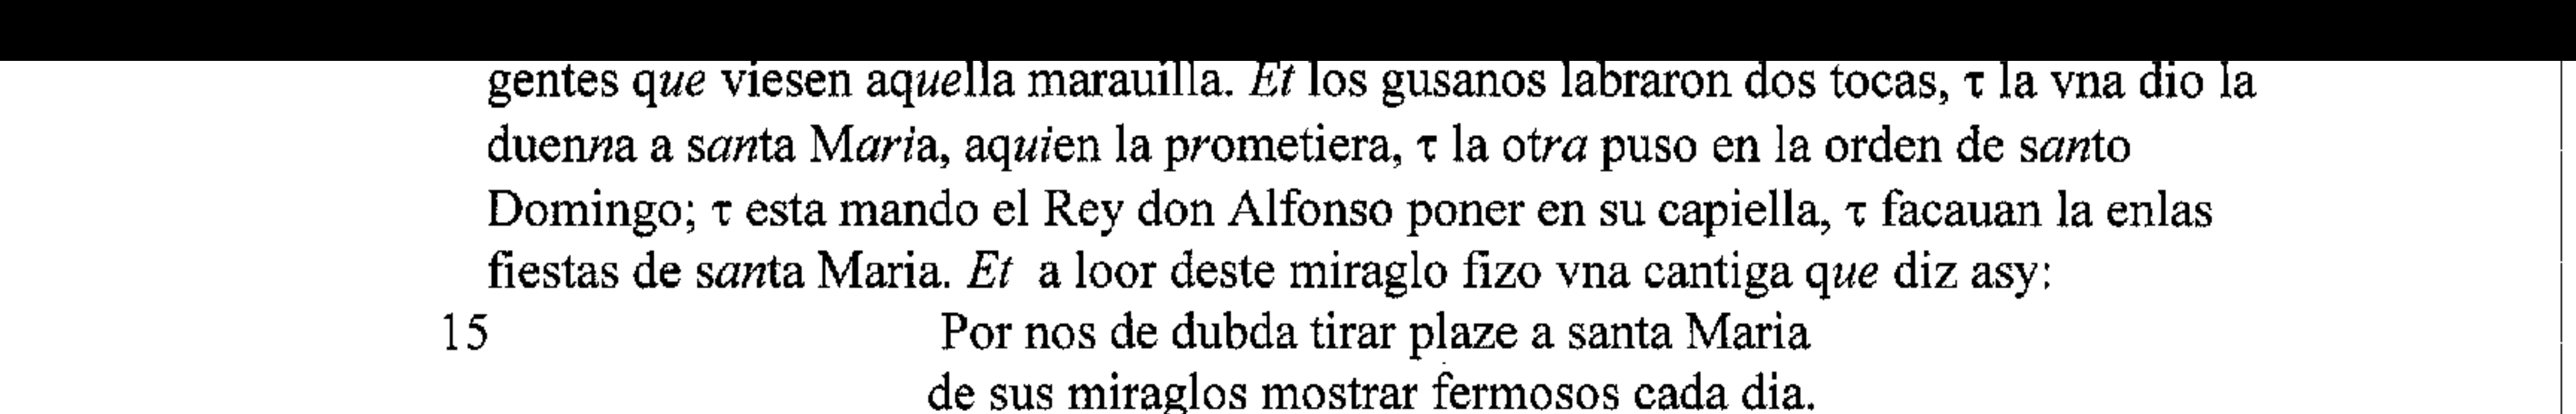 gentes que viesen aquella marauilla. Et los gusanos labraron dos tocas, τ la vna dio la
duenna a santa Maria, aquien la prometiera, τ la otra puso en la orden de santo
Domingo; τ esta mando el Rey don Alfonso poner en su capiella, τ facauan la enlas
fiestas de santa Maria. Et a loor deste miraglo fizo vna cantiga que diz asy:
15 Por nos de dubda tirar plaze a santa Maria
de sus miraglos mostrar fermosos cada dia.